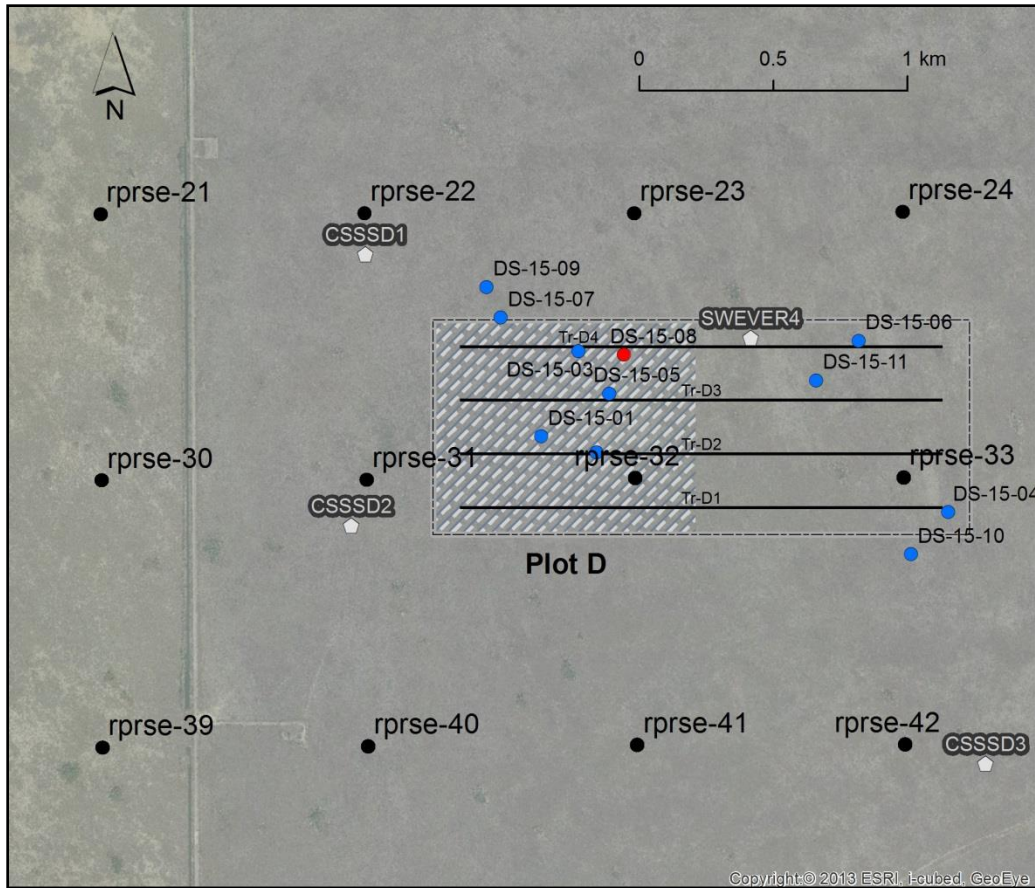 0 0.5 1 km
N
rprse-21
rprse-22
rprse-23
rprse-24
CSSSD1
DS-15-09
DS-15-07
SWEVER4
DS-15-06
Tr-D4
DS-15-08
DS-15-03
DS-15-05
DS-15-11
Tr-D3
DS-15-01
Tr-D2
rprse-30
rprse-31
rprse-32
rprse-33
CSSSD2
Tr-D1
DS-15-04
DS-15-10
Plot D
rprse-39
rprse-40
rprse-41
rprse-42
CSSSD3
Copyright:© 2013 ESRI, i-cubed, GeoEye